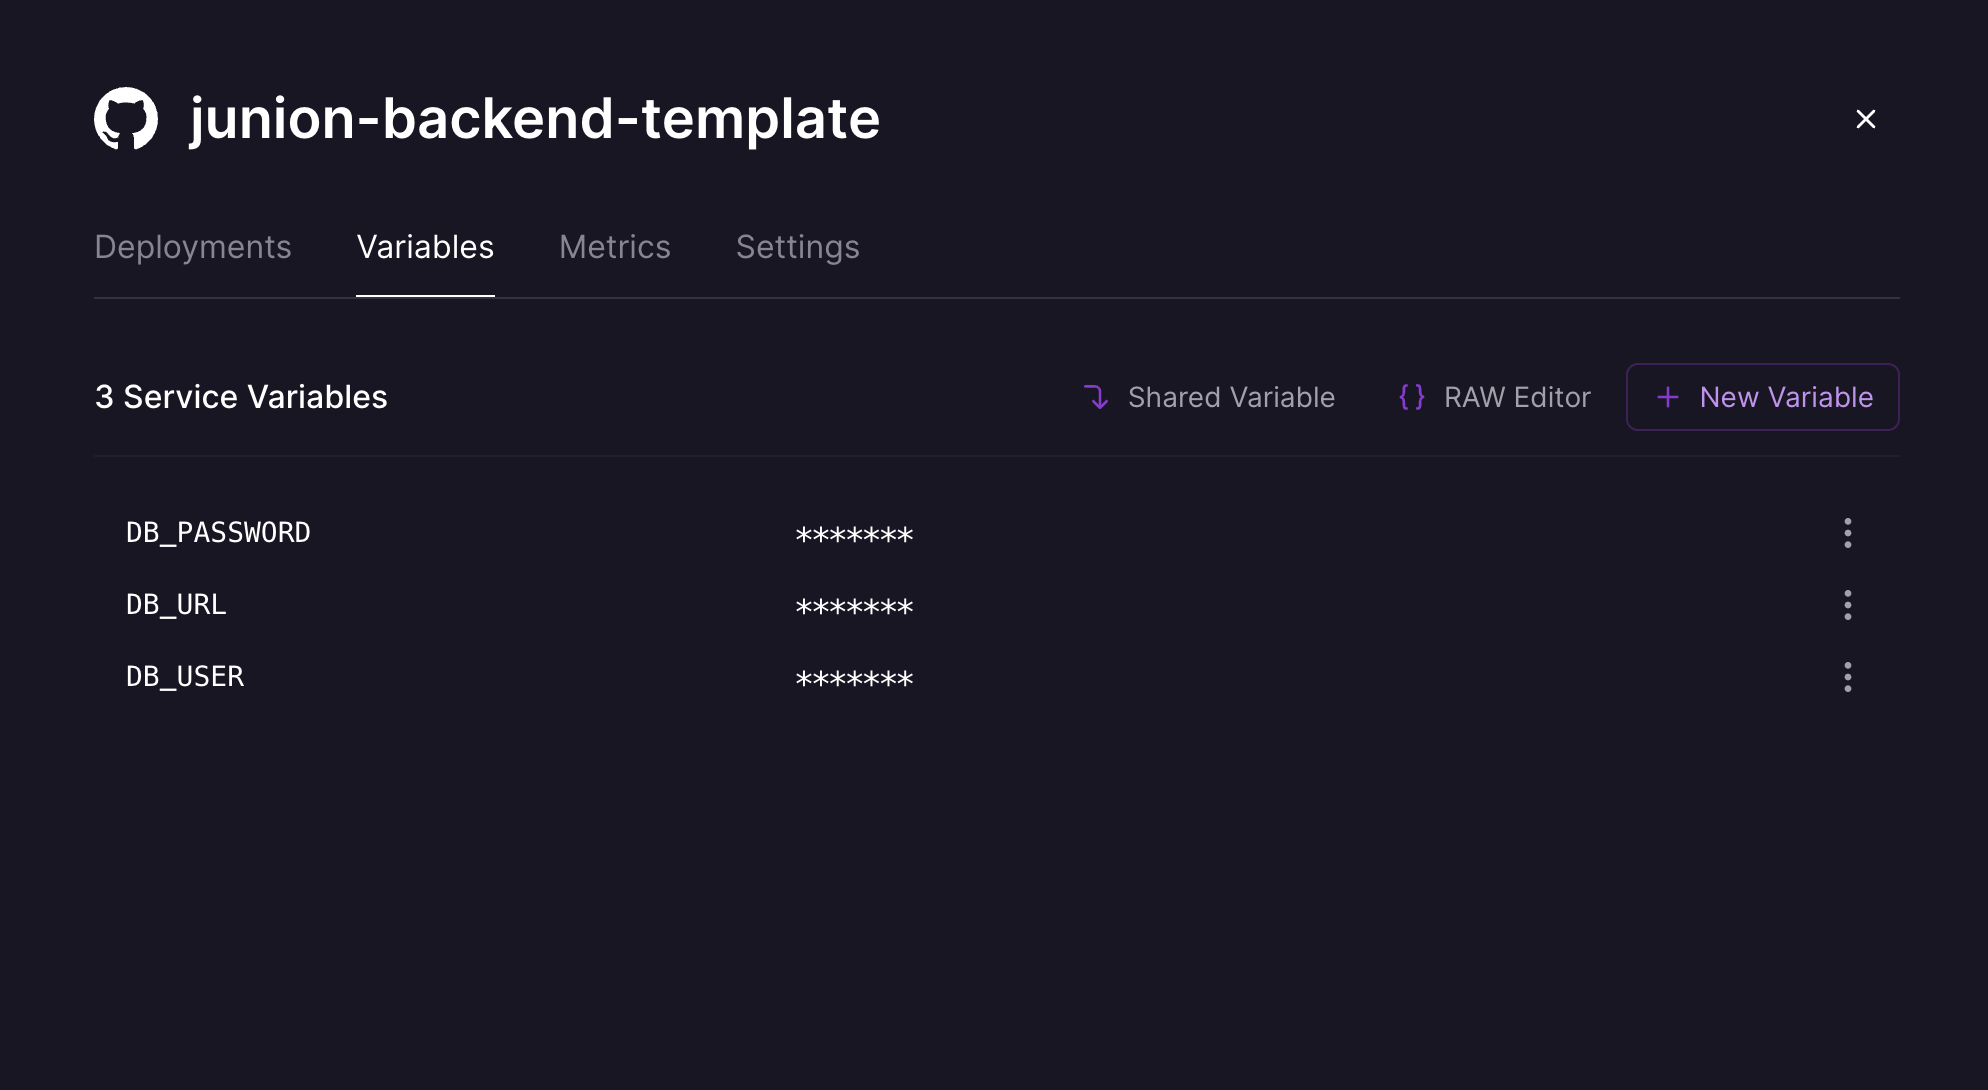 junion-backend-template
Deployments Variables Metrics Settings
3 Service Variables Shared Variable {} RAW Editor + New Variable
DB_PASSWORD *******
DB_URL *******
DB_USER *******